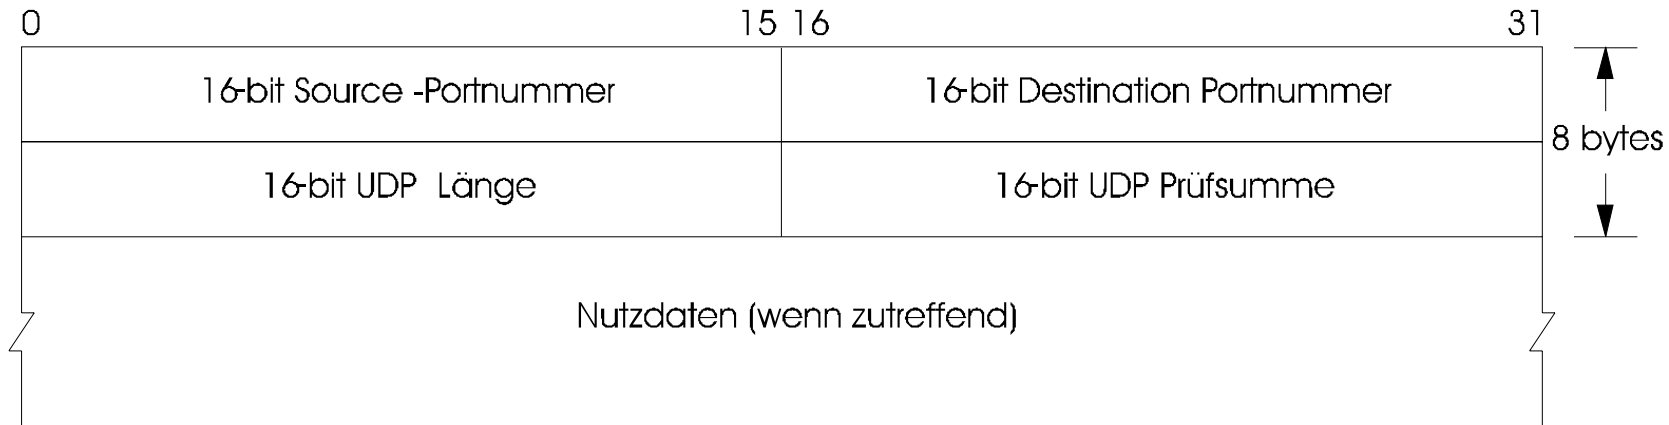 0 15 16 31
16-bit Source -Portnummer 16-bit Destination Portnummer
8 bytes
16-bit UDP Länge 16-bit UDP Prüfsumme
Nutzdaten (wenn zutreffend)